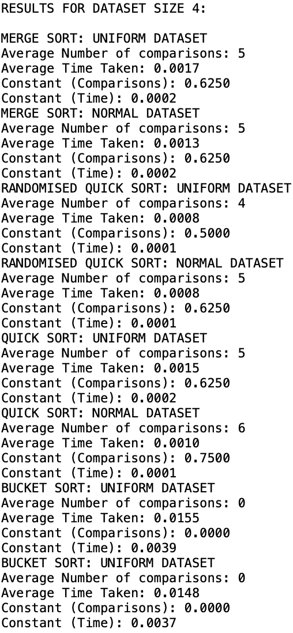 RESULTS FOR DATASET SIZE 4:
MERGE SORT: UNIFORM DATASET
Average Number of comparisons: 5
Average Time Taken: 0.0017
Constant (Comparisons): 0.6250
Constant (Time): 0.0002
MERGE SORT: NORMAL DATASET
Average Number of comparisons: 5
Average Time Taken: 0.0013
Constant (Comparisons): 0.6250
Constant (Time): 0.0002
RANDOMISED QUICK SORT: UNIFORM DATASET
Average Number of comparisons: 4
Average Time Taken: 0.0008
Constant (Comparisons): 0.5000
Constant (Time): 0.0001
RANDOMISED QUICK SORT: NORMAL DATASET
Average Number of comparisons: 5
Average Time Taken: 0.0008
Constant (Comparisons): 0.6250
Constant (Time): 0.0001
QUICK SORT: UNIFORM DATASET
Average Number of comparisons: 5
Average Time Taken: 0.0015
Constant (Comparisons): 0.6250
Constant (Time): 0.0002
QUICK SORT: NORMAL DATASET
Average Number of comparisons: 6
Average Time Taken: 0.0010
Constant (Comparisons): 0.7500
Constant (Time): 0.0001
BUCKET SORT: UNIFORM DATASET
Average Number of comparisons: 0
Average Time Taken: 0.0155
Constant (Comparisons): 0.0000
Constant (Time): 0.0039
BUCKET SORT: UNIFORM DATASET
Average Number of comparisons: 0
Average Time Taken: 0.0148
Constant (Comparisons): 0.0000
Constant (Time): 0.0037